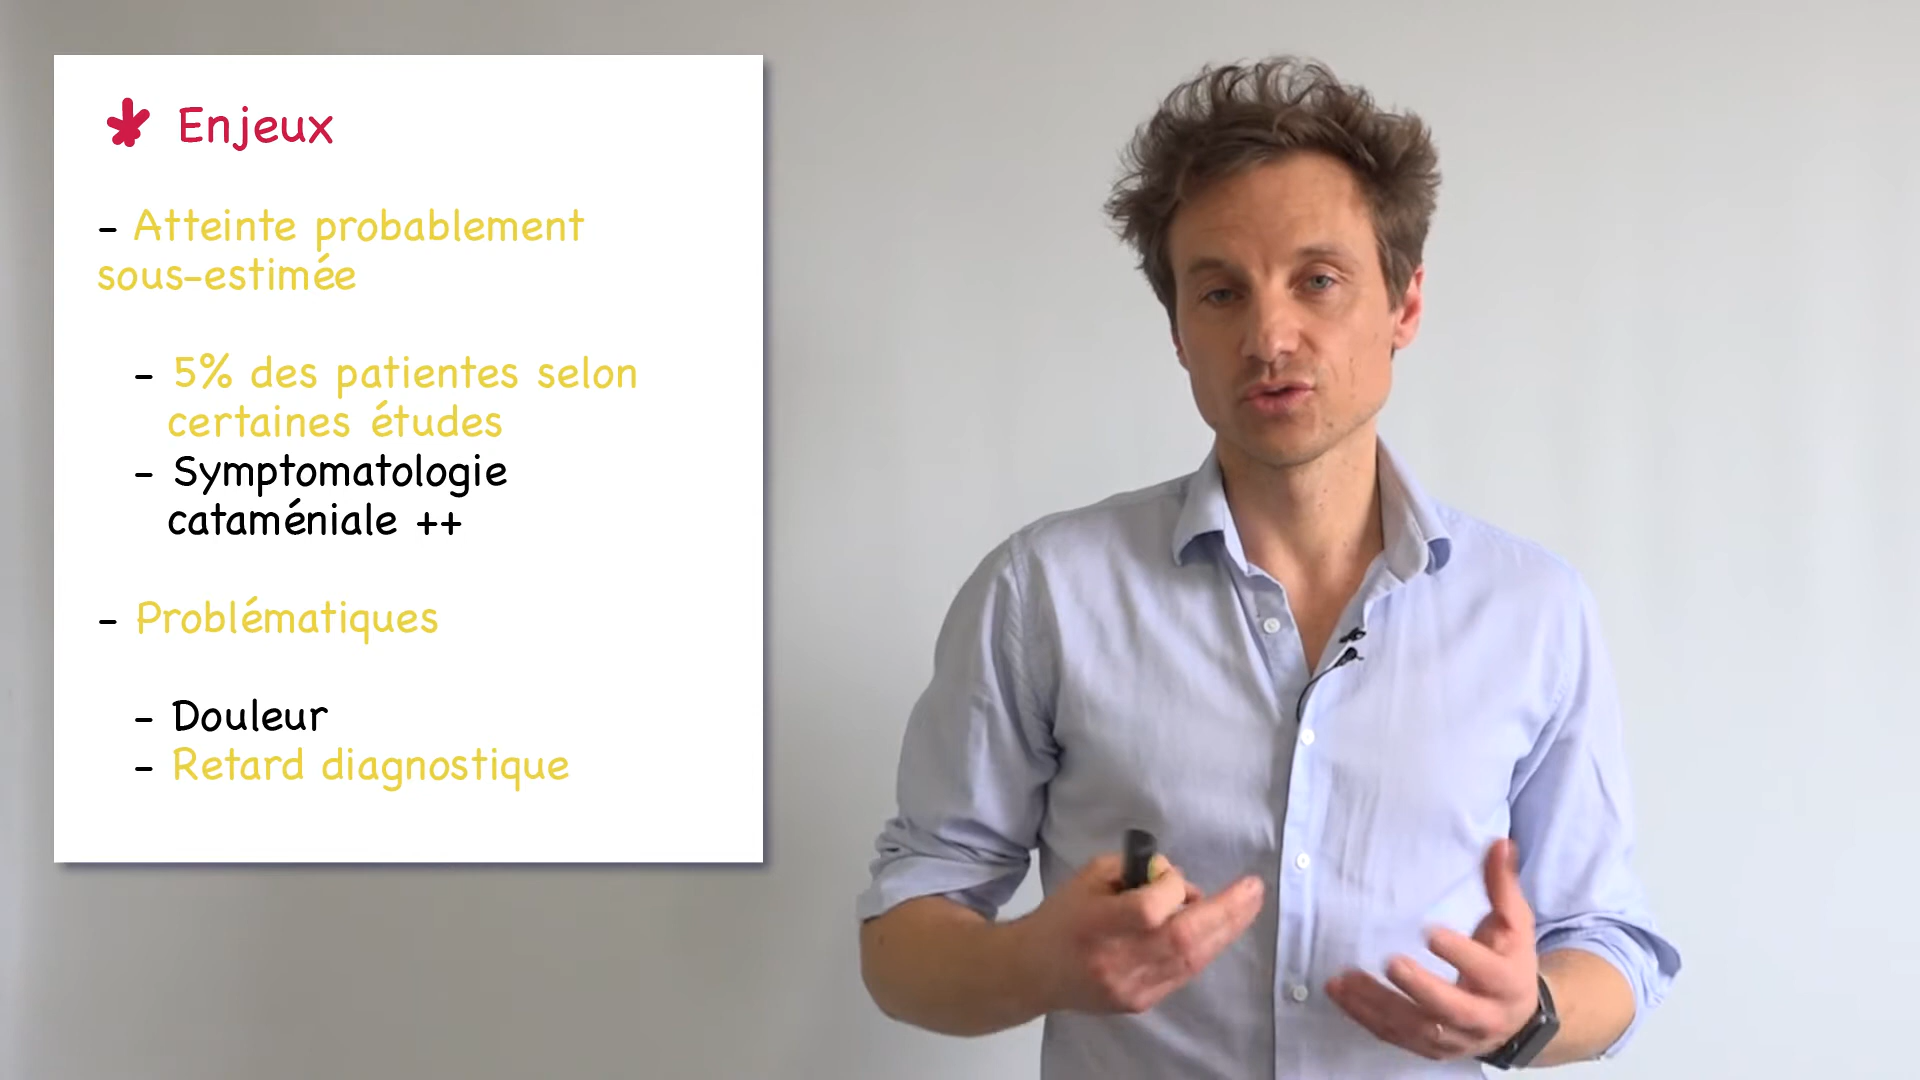 Enjeux
- Atteinte probablement
sous-estimée
- 5% des patientes selon
certaines études
- Symptomatologie
cataméniale ++
- Problématiques
- Douleur
- Retard diagnostique